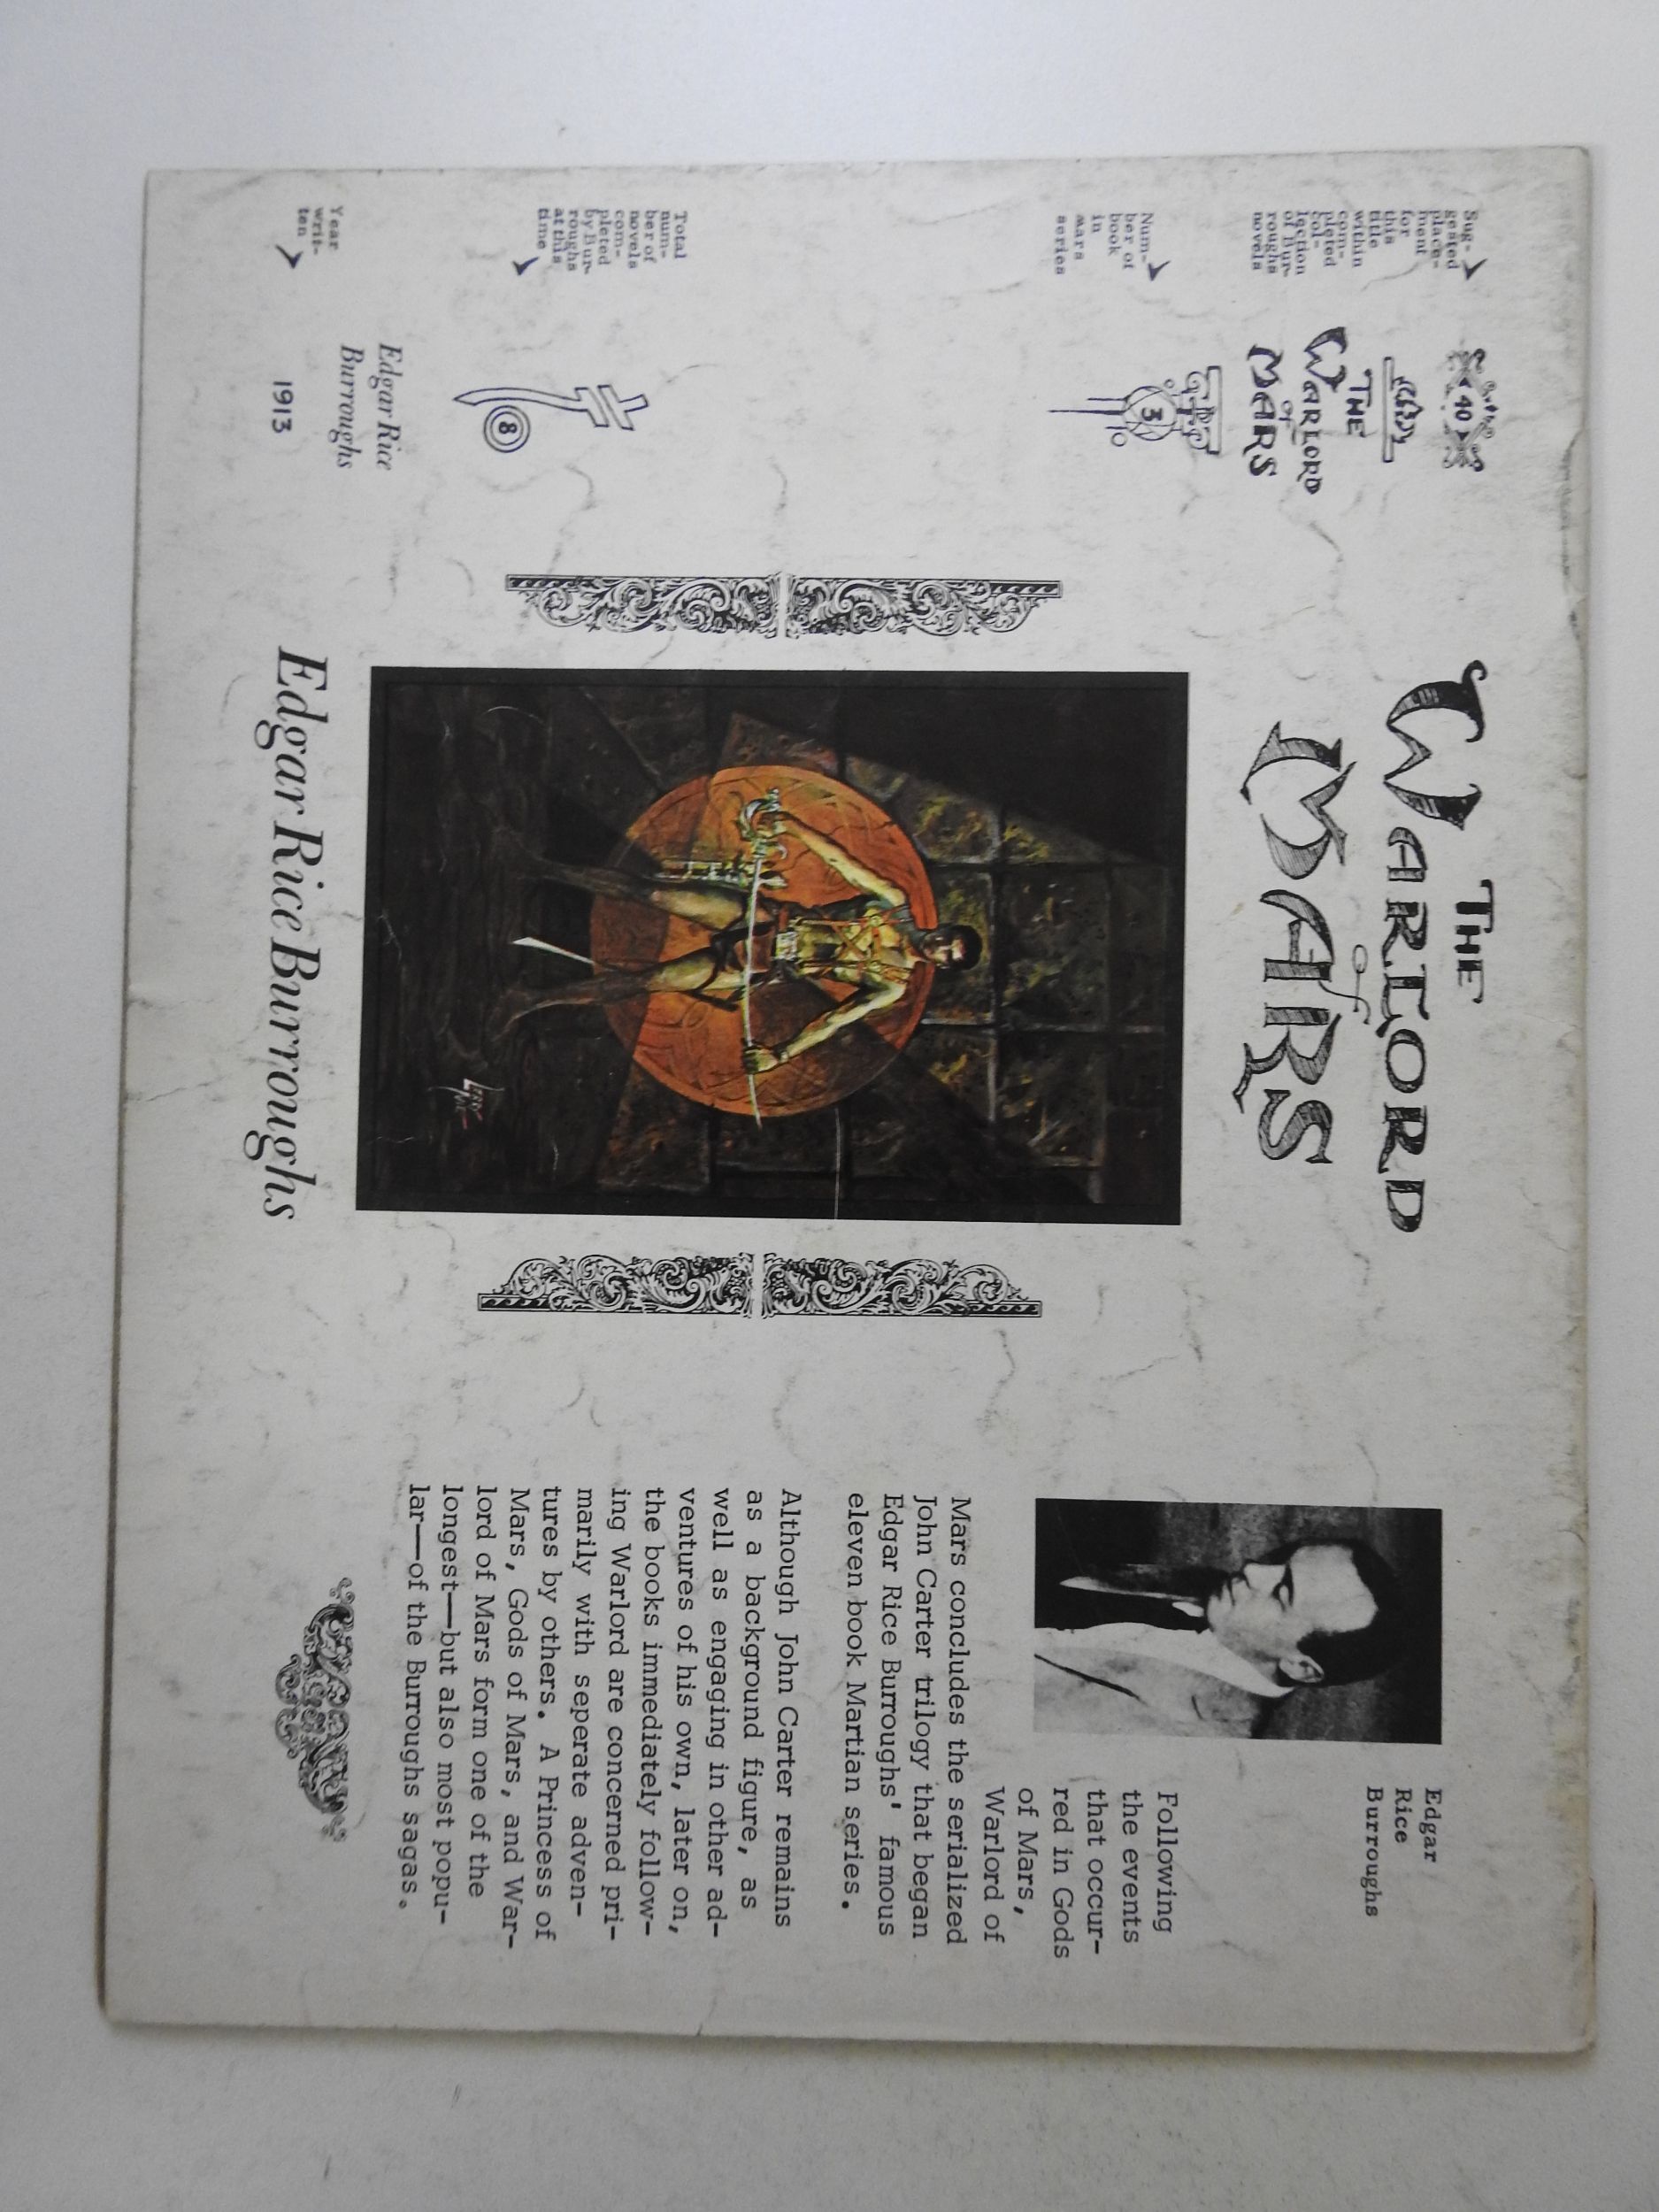 Sug-
gested
place-
ment
for
this
title
within
com-
pleted
col-
lection
of Bur-
roughs
novels
Num-
ber of
book
in
mars
series
Total
num-
ber of
novels
com-
pleted
by Bur-
roughs
at this
time
Year
writ-
ten
40
THE
WARLORD
OF
MARS
3
8
Edgar Rice
Burroughs
1913
THE
WARLORD
of
MARS
Edgar Rice Burroughs
Edgar
Rice
Burroughs
Following
the events
that occur-
red in Gods
of Mars,
Warlord of
Mars concludes the serialized
John Carter trilogy that began
Edgar Rice Burroughs' famous
eleven book Martian series.
Although John Carter remains
as a background figure, as
well as engaging in other ad-
ventures of his own, later on,
the books immediately follow-
ing Warlord are concerned pri-
marily with seperate adven-
tures by others. A Princess of
Mars, Gods of Mars, and War-
lord of Mars form one of the
longest—but also most popu-
lar—of the Burroughs sagas.